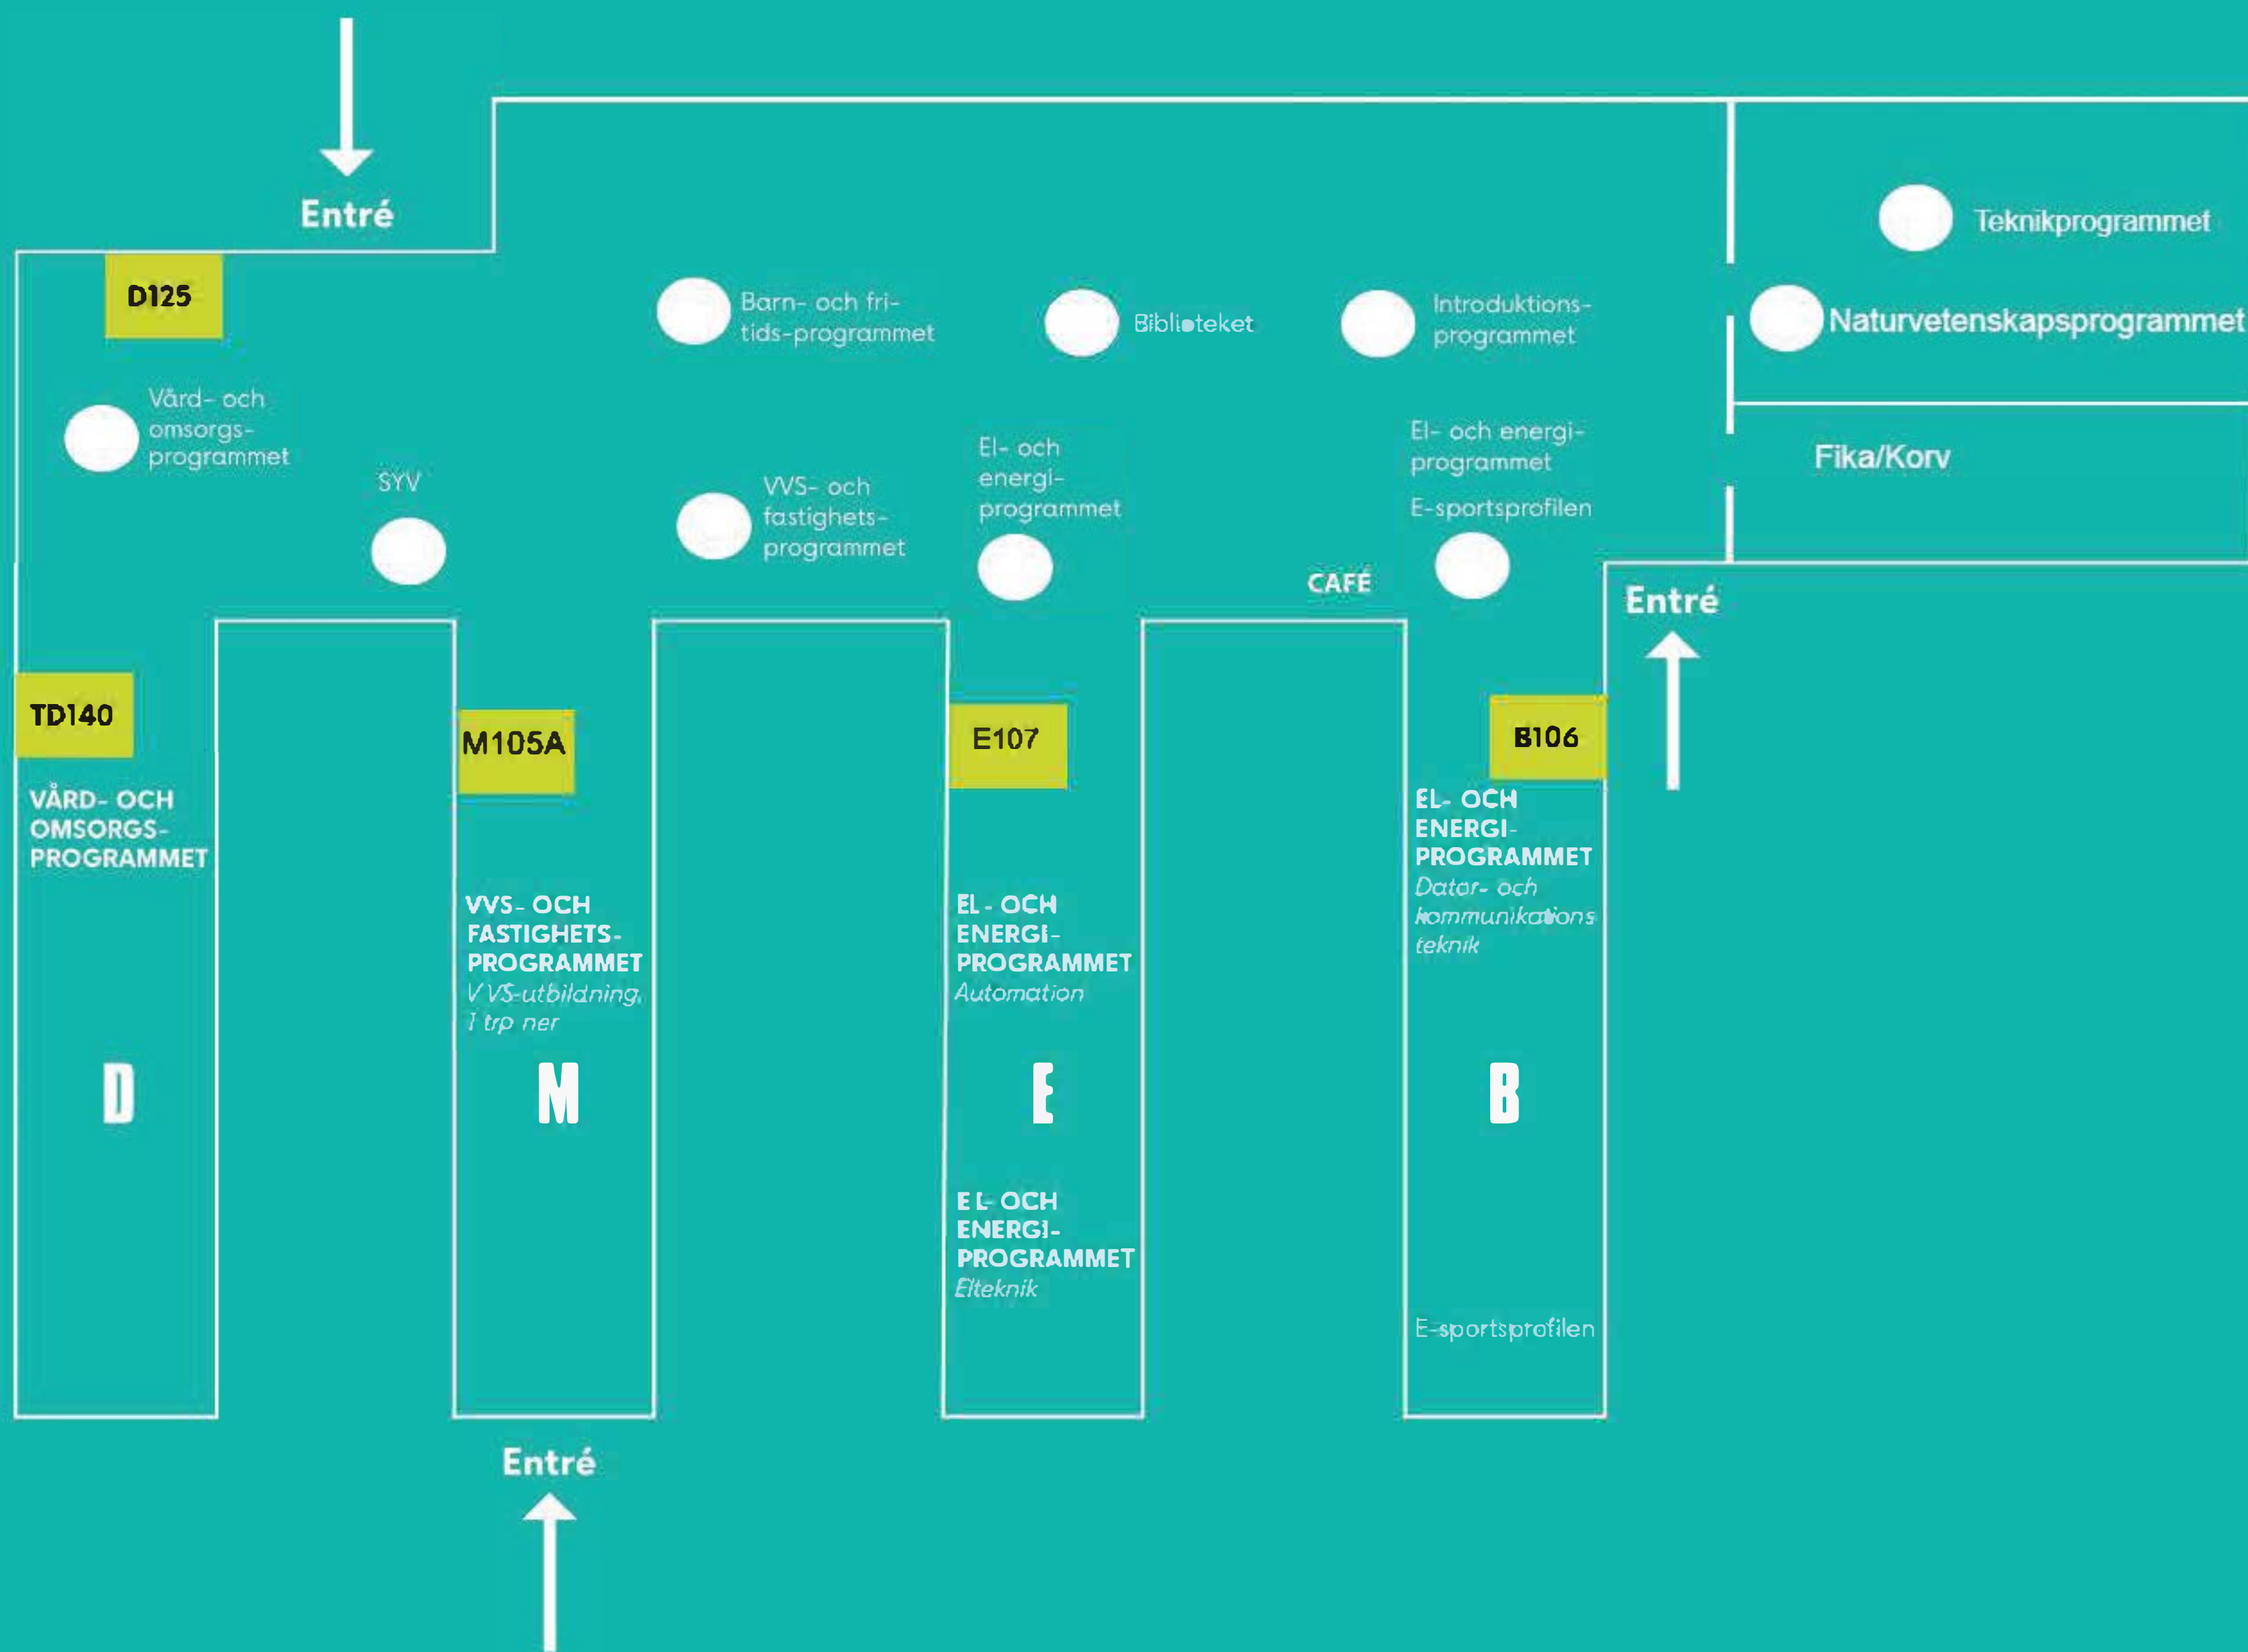 Entré
D125
Barn- och fri-
tids-programmet
Biblioteket
Introduktions-
programmet
Teknikprogrammet
Naturvetenskapsprogrammet
Vård- och
omsorgs-
programmet
SYV
VVS- och
fastighets-
programmet
El- och
energi-
programmet
El- och energi-
programmet
E-sportsprofilen
Fika/Korv
CAFÉ
Entré
TD140
VÅRD- OCH
OMSORGS-
PROGRAMMET
D
M105A
VVS- OCH
FASTIGHETS-
PROGRAMMET
VVS-utbildning,
1 trp ner
M
E107
EL- OCH
ENERGI-
PROGRAMMET
Automation
E
EL- OCH
ENERGI-
PROGRAMMET
Elteknik
B106
EL- OCH
ENERGI-
PROGRAMMET
Dator- och
kommunikations
teknik
B
E-sportsprofilen
Entré